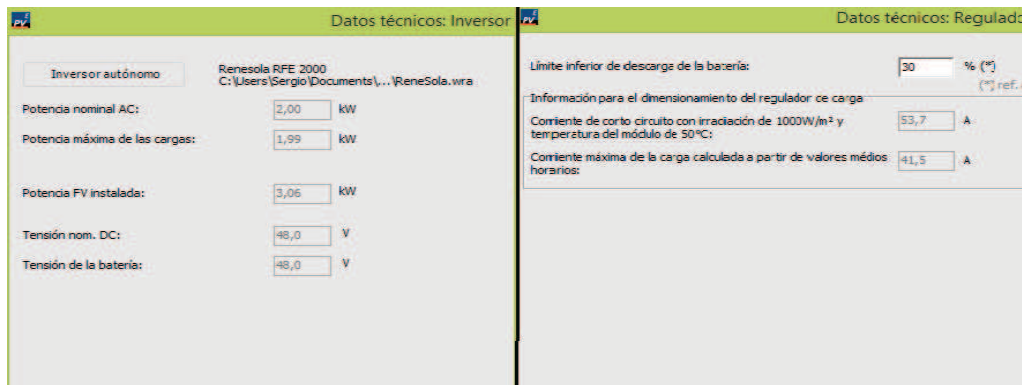 PV
Datos técnicos: Inversor
Inversor autónomo
Renesola RFE 2000
C:\Users\Sergio\Documents\...\ReneSola.wra
Potencia nominal AC:
2,00
kW
Potencia máxima de las cargas:
1,99
kW
Potencia FV instalada:
3,06
kW
Tensión nom. DC:
48,0
V
Tensión de la batería:
48,0
V
PV
Datos técnicos: Regulado
Límite inferior de descarga de la batería:
30
% (*)
(*) ref.
Información para el dimensionamiento del regulador de carga
Corriente de corto circuito con irradiación de 1000W/m² y
temperatura del módulo de 50°C:
53,7
A
Corriente máxima de la carga calculada a partir de valores médios
horarios:
41,5
A